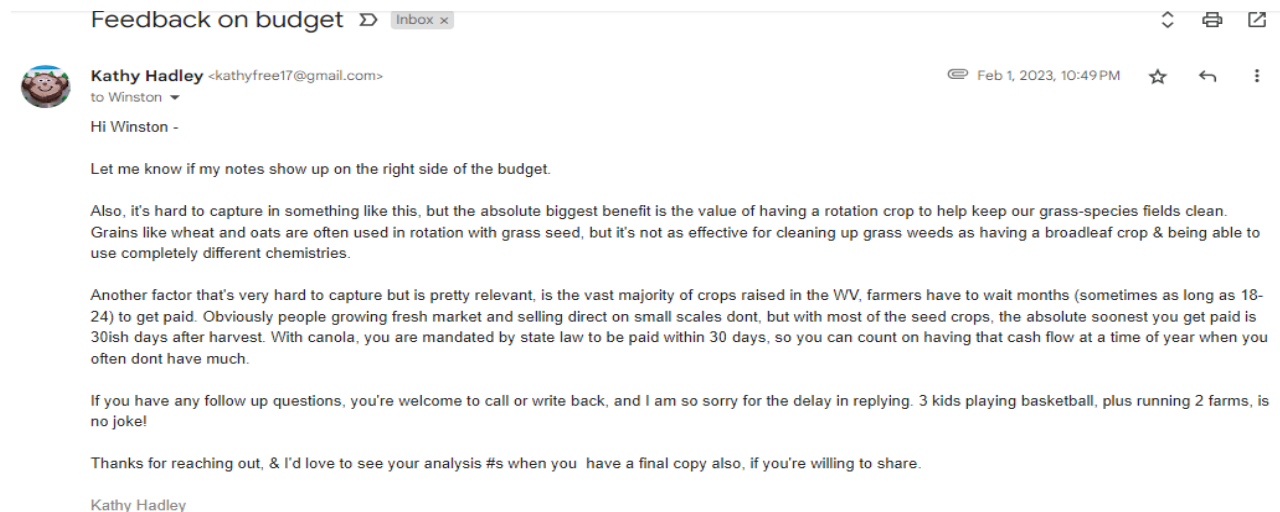 Feedback on budget Inbox ×
Kathy Hadley <kathyfree17@gmail.com> Feb 1, 2023, 10:49 PM
to Winston
Hi Winston -
Let me know if my notes show up on the right side of the budget.
Also, it's hard to capture in something like this, but the absolute biggest benefit is the value of having a rotation crop to help keep our grass-species fields clean.
Grains like wheat and oats are often used in rotation with grass seed, but it's not as effective for cleaning up grass weeds as having a broadleaf crop & being able to
use completely different chemistries.
Another factor that's very hard to capture but is pretty relevant, is the vast majority of crops raised in the WV, farmers have to wait months (sometimes as long as 18-
24) to get paid. Obviously people growing fresh market and selling direct on small scales dont, but with most of the seed crops, the absolute soonest you get paid is
30ish days after harvest. With canola, you are mandated by state law to be paid within 30 days, so you can count on having that cash flow at a time of year when you
often dont have much.
If you have any follow up questions, you're welcome to call or write back, and I am so sorry for the delay in replying. 3 kids playing basketball, plus running 2 farms, is
no joke!
Thanks for reaching out, & I'd love to see your analysis #s when you  have a final copy also, if you're willing to share.
Kathy Hadley